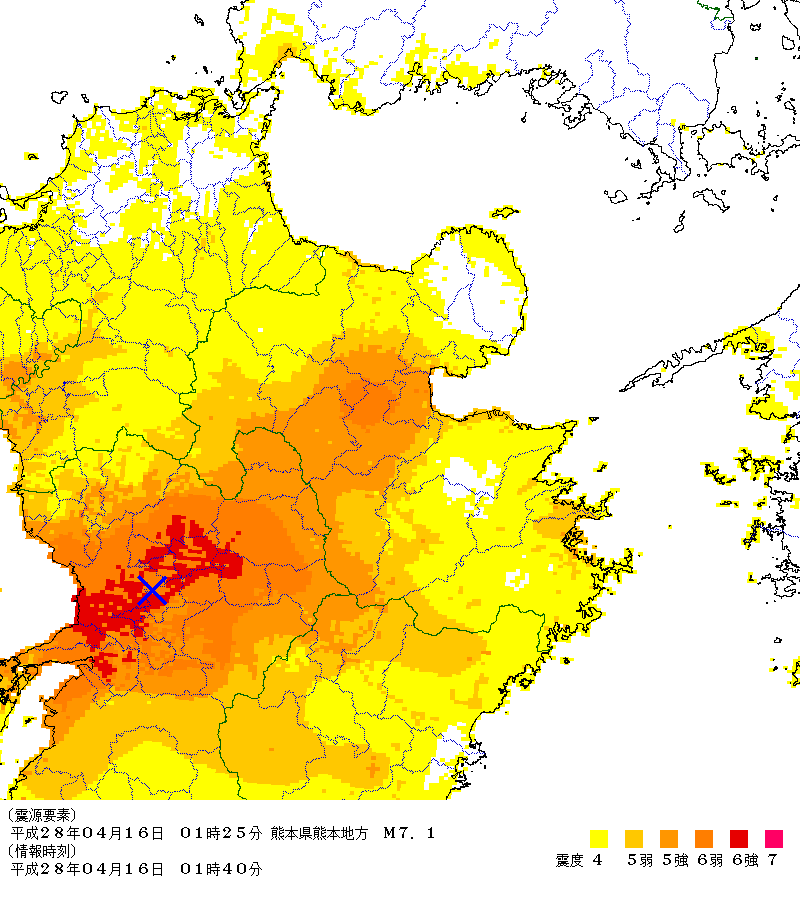 〔震源要素〕
平成２８年０４月１６日　０１時２５分 熊本県熊本地方　Ｍ７．１
〔情報時刻〕
平成２８年０４月１６日　０１時４０分
震度 4　5弱 5強 6弱 6強 7